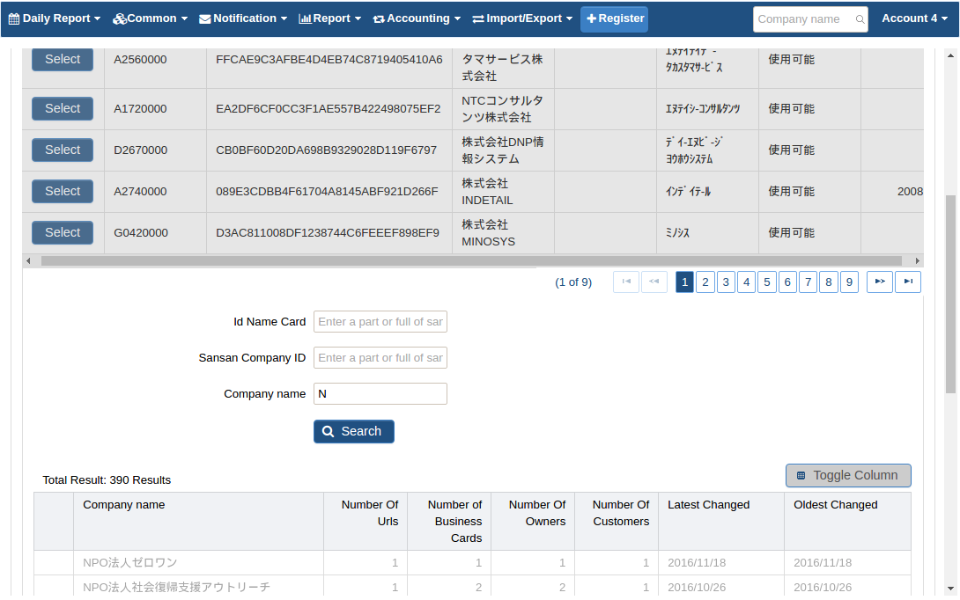 Daily Report Common Notification Report Accounting Import/Export Register Company name Account 4
Select A2560000 FFCAE9C3AFBE4D4EB74C8719405410A6 タマサービス株式会社 ｴﾇﾃｲﾃｲﾃﾞｰﾀｶｽﾀﾏｻｰﾋﾞｽ 使用可能
Select A1720000 EA2DF6CF0CC3F1AE557B422498075EF2 NTCコンサルタンツ株式会社 ｴﾇﾃｲｼｰｺﾝｻﾙﾀﾝﾂ 使用可能
Select D2670000 CB0BF60D20DA698B9329028D119F6797 株式会社DNP情報システム ﾃﾞｲｰｴﾇﾋﾟｰｼﾞﾖｳﾎｳｼｽﾃﾑ 使用可能
Select A2740000 089E3CDBB4F61704A8145ABF921D266F 株式会社INDETAIL ｲﾝﾃﾞｲﾃｰﾙ 使用可能 2008
Select G0420000 D3AC811008DF1238744C6FEEEF898EF9 株式会社MINOSYS ﾐﾉｼｽ 使用可能
(1 of 9) 1 2 3 4 5 6 7 8 9
Id Name Card Enter a part or full of sar
Sansan Company ID Enter a part or full of sar
Company name N
Search
Total Result: 390 Results Toggle Column
Company name Number Of Urls Number of Business Cards Number Of Owners Number Of Customers Latest Changed Oldest Changed
NPO法人ゼロワン 1 1 1 1 2016/11/18 2016/11/18
NPO法人社会復帰支援アウトリーチ 1 2 2 1 2016/10/26 2016/10/26